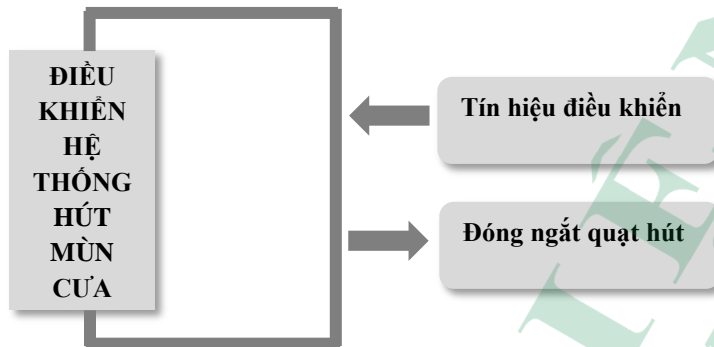 ĐIỀU
KHIỂN
HỆ
THỐNG
HÚT
MÙN
CƯA
Tín hiệu điều khiển
Đóng ngắt quạt hút